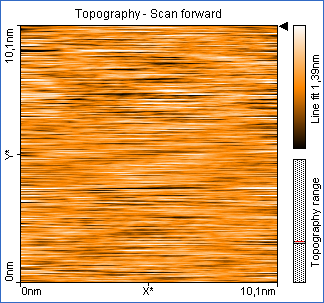 Topography - Scan forward
10,1nm
Y*
0nm
0nm
X*
10,1nm
Line fit 1,39nm
Topography range